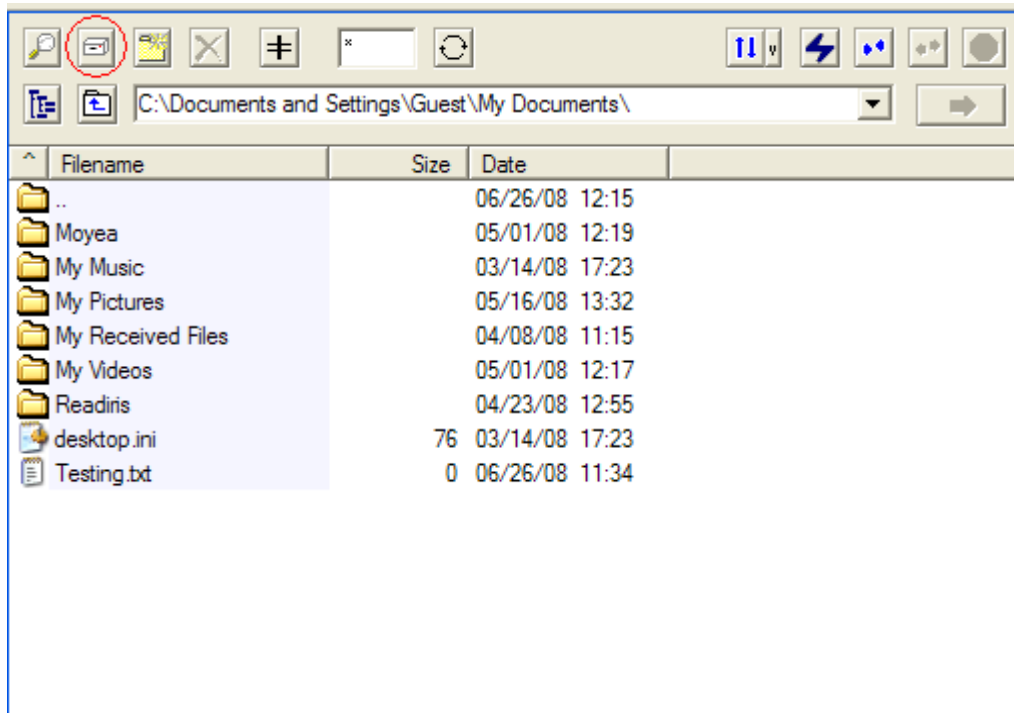 *
C:\Documents and Settings\Guest\My Documents\
^ Filename Size Date
.. 06/26/08 12:15
Moyea 05/01/08 12:19
My Music 03/14/08 17:23
My Pictures 05/16/08 13:32
My Received Files 04/08/08 11:15
My Videos 05/01/08 12:17
Readiris 04/23/08 12:55
desktop.ini 76 03/14/08 17:23
Testing.txt 0 06/26/08 11:34